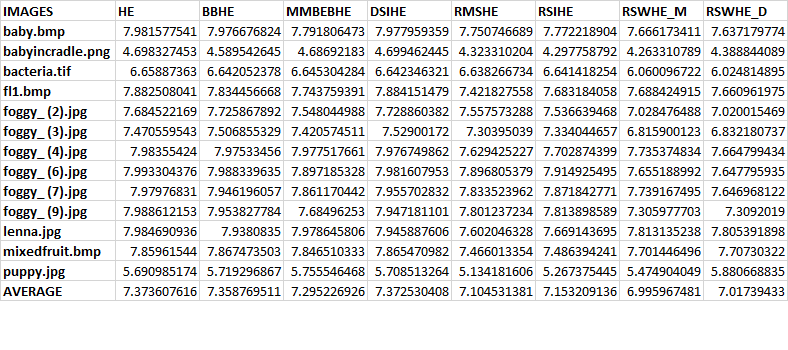 IMAGES HE BBHE MMBEBHE DSIHE RMSHE RSIHE RSWHE_M RSWHE_D
baby.bmp 7.981577541 7.976676824 7.791806473 7.977959359 7.750746689 7.772218904 7.666173411 7.637179774
babyincradle.png 4.698327453 4.589542645 4.68692183 4.699462445 4.323310204 4.297758792 4.263310789 4.388844089
bacteria.tif 6.65887363 6.642052378 6.645304284 6.642346321 6.638266734 6.641418254 6.060096722 6.024814895
fl1.bmp 7.882508041 7.834456668 7.743759391 7.884151479 7.421827558 7.683184058 7.688424915 7.660961975
foggy_ (2).jpg 7.684522169 7.725867892 7.548044988 7.728860382 7.557573288 7.536639468 7.028476488 7.020015469
foggy_ (3).jpg 7.470559543 7.506855329 7.420574511 7.52900172 7.30395039 7.334044657 6.815900123 6.832180737
foggy_ (4).jpg 7.98355424 7.97533456 7.977517661 7.976749862 7.629425227 7.702874399 7.735374834 7.664799434
foggy_ (6).jpg 7.993304376 7.988339635 7.897185328 7.981607953 7.896805379 7.914925495 7.655188992 7.647795935
foggy_ (7).jpg 7.97976831 7.946196057 7.861170442 7.955702832 7.833523962 7.871842771 7.739167495 7.646968122
foggy_ (9).jpg 7.988612153 7.953827784 7.68496253 7.947181101 7.801237234 7.813898589 7.305977703 7.3092019
lenna.jpg 7.984690936 7.9380835 7.978645806 7.945887606 7.602046328 7.669143695 7.813135238 7.805391898
mixedfruit.bmp 7.85961544 7.867473503 7.846510333 7.865470982 7.466013354 7.486394241 7.701446496 7.70730322
puppy.jpg 5.690985174 5.719296867 5.755546468 5.708513264 5.134181606 5.267375445 5.474904049 5.880668835
AVERAGE 7.373607616 7.358769511 7.295226926 7.372530408 7.104531381 7.153209136 6.995967481 7.01739433